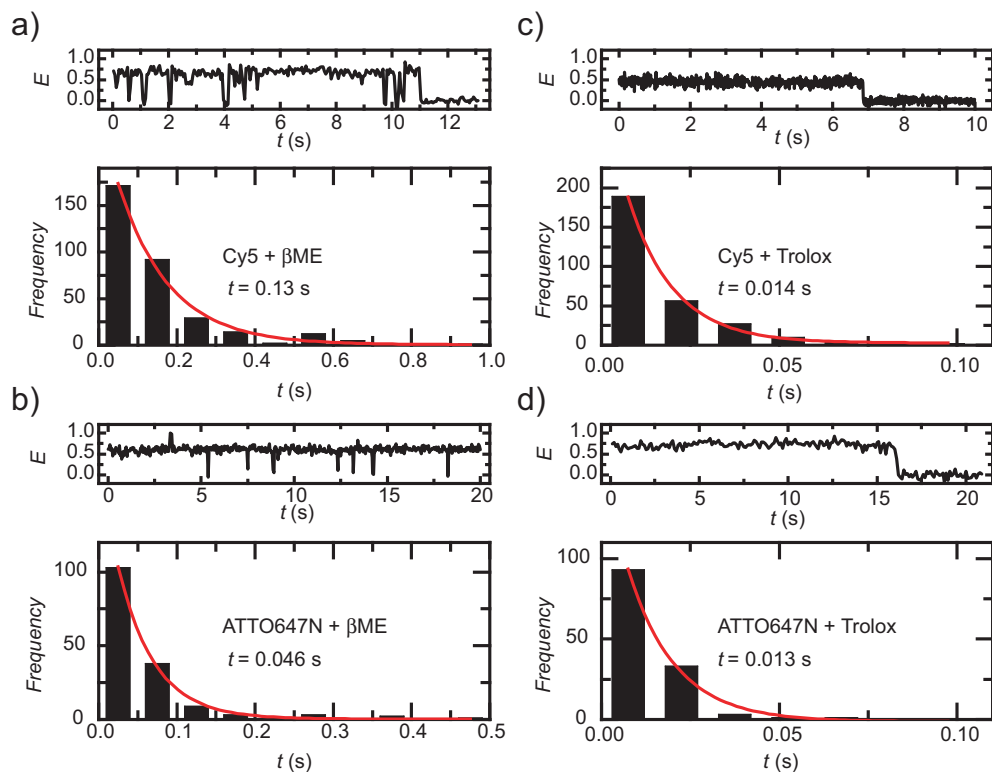 a)
1.0
0.5
0.0
E
0 2 4 6 8 10 12
t (s)
150
100
50
0
Frequency
Cy5 + βME
t = 0.13 s
0.0 0.2 0.4 0.6 0.8 1.0
t (s)
b)
1.0
0.5
0.0
E
0 5 10 15 20
t (s)
100
50
0
Frequency
ATTO647N + βME
t = 0.046 s
0.0 0.1 0.2 0.3 0.4 0.5
t (s)
c)
1.0
0.5
0.0
E
0 2 4 6 8 10
t (s)
200
150
100
50
0
Frequency
Cy5 + Trolox
t = 0.014 s
0.00 0.05 0.10
t (s)
d)
1.0
0.5
0.0
E
0 5 10 15 20
t (s)
100
50
0
Frequency
ATTO647N + Trolox
t = 0.013 s
0.00 0.05 0.10
t (s)